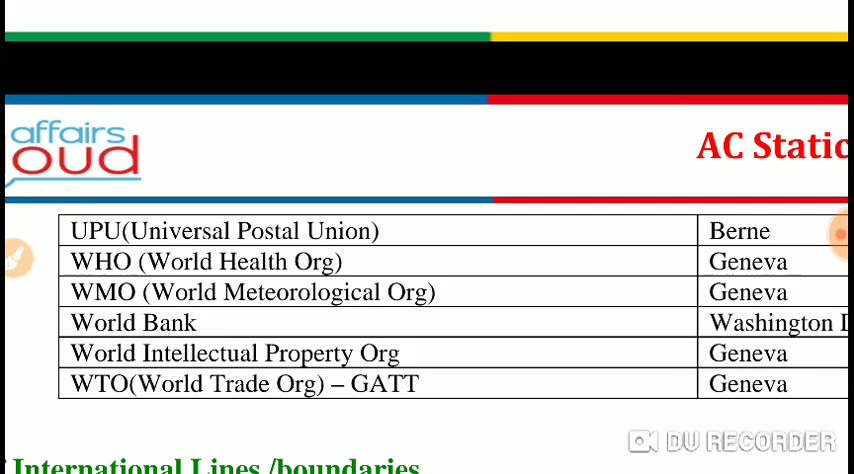 affairs
oud
AC Static
UPU(Universal Postal Union) Berne
WHO (World Health Org) Geneva
WMO (World Meteorological Org) Geneva
World Bank Washington D
World Intellectual Property Org Geneva
WTO(World Trade Org) – GATT Geneva
DU RECORDER
International Lines /boundaries